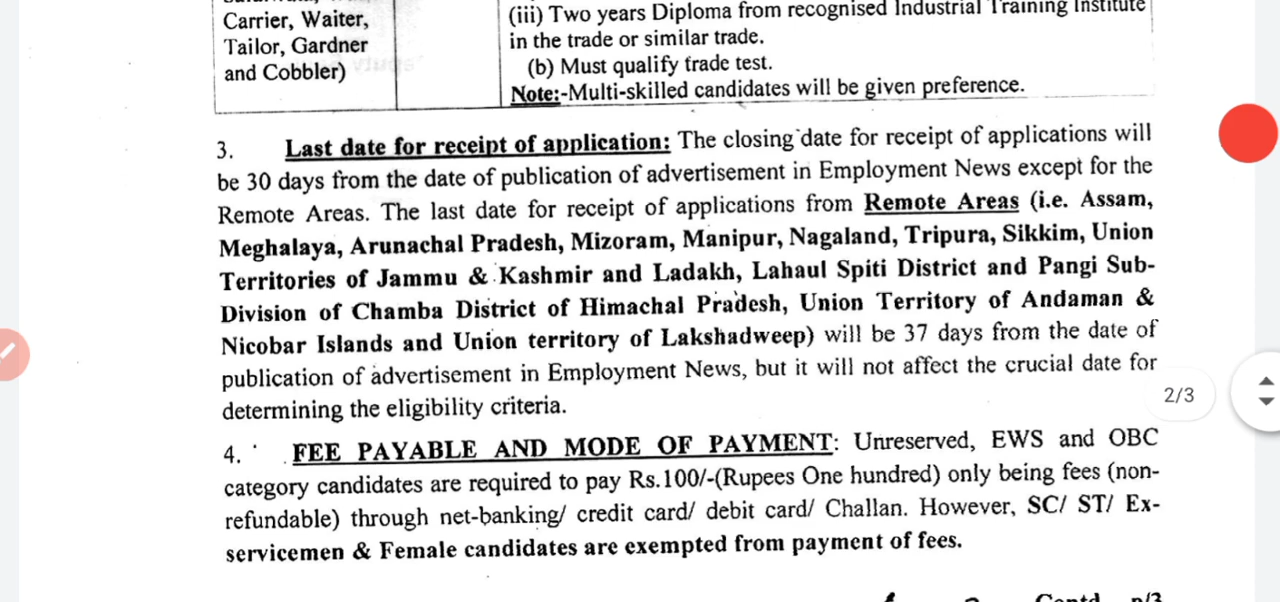 Carrier, Waiter,
Tailor, Gardner
and Cobbler)
(iii) Two years Diploma from recognised Industrial Training Institute
in the trade or similar trade.
(b) Must qualify trade test.
Note:-Multi-skilled candidates will be given preference.
3. Last date for receipt of application: The closing date for receipt of applications will
be 30 days from the date of publication of advertisement in Employment News except for the
Remote Areas. The last date for receipt of applications from Remote Areas (i.e. Assam,
Meghalaya, Arunachal Pradesh, Mizoram, Manipur, Nagaland, Tripura, Sikkim, Union
Territories of Jammu & Kashmir and Ladakh, Lahaul Spiti District and Pangi Sub-
Division of Chamba District of Himachal Pradesh, Union Territory of Andaman &
Nicobar Islands and Union territory of Lakshadweep) will be 37 days from the date of
publication of advertisement in Employment News, but it will not affect the crucial date for
determining the eligibility criteria.
2/3
4. FEE PAYABLE AND MODE OF PAYMENT: Unreserved, EWS and OBC
category candidates are required to pay Rs.100/-(Rupees One hundred) only being fees (non-
refundable) through net-banking/ credit card/ debit card/ Challan. However, SC/ ST/ Ex-
servicemen & Female candidates are exempted from payment of fees.
Contd p/3